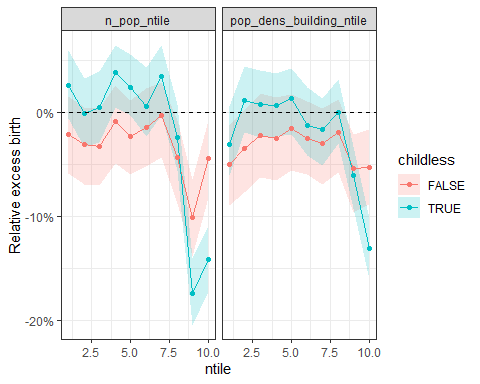 n_pop_ntile
pop_dens_building_ntile
Relative excess birth
0%
-10%
-20%
2.5 5.0 7.5 10.0
2.5 5.0 7.5 10.0
ntile
childless
FALSE
TRUE